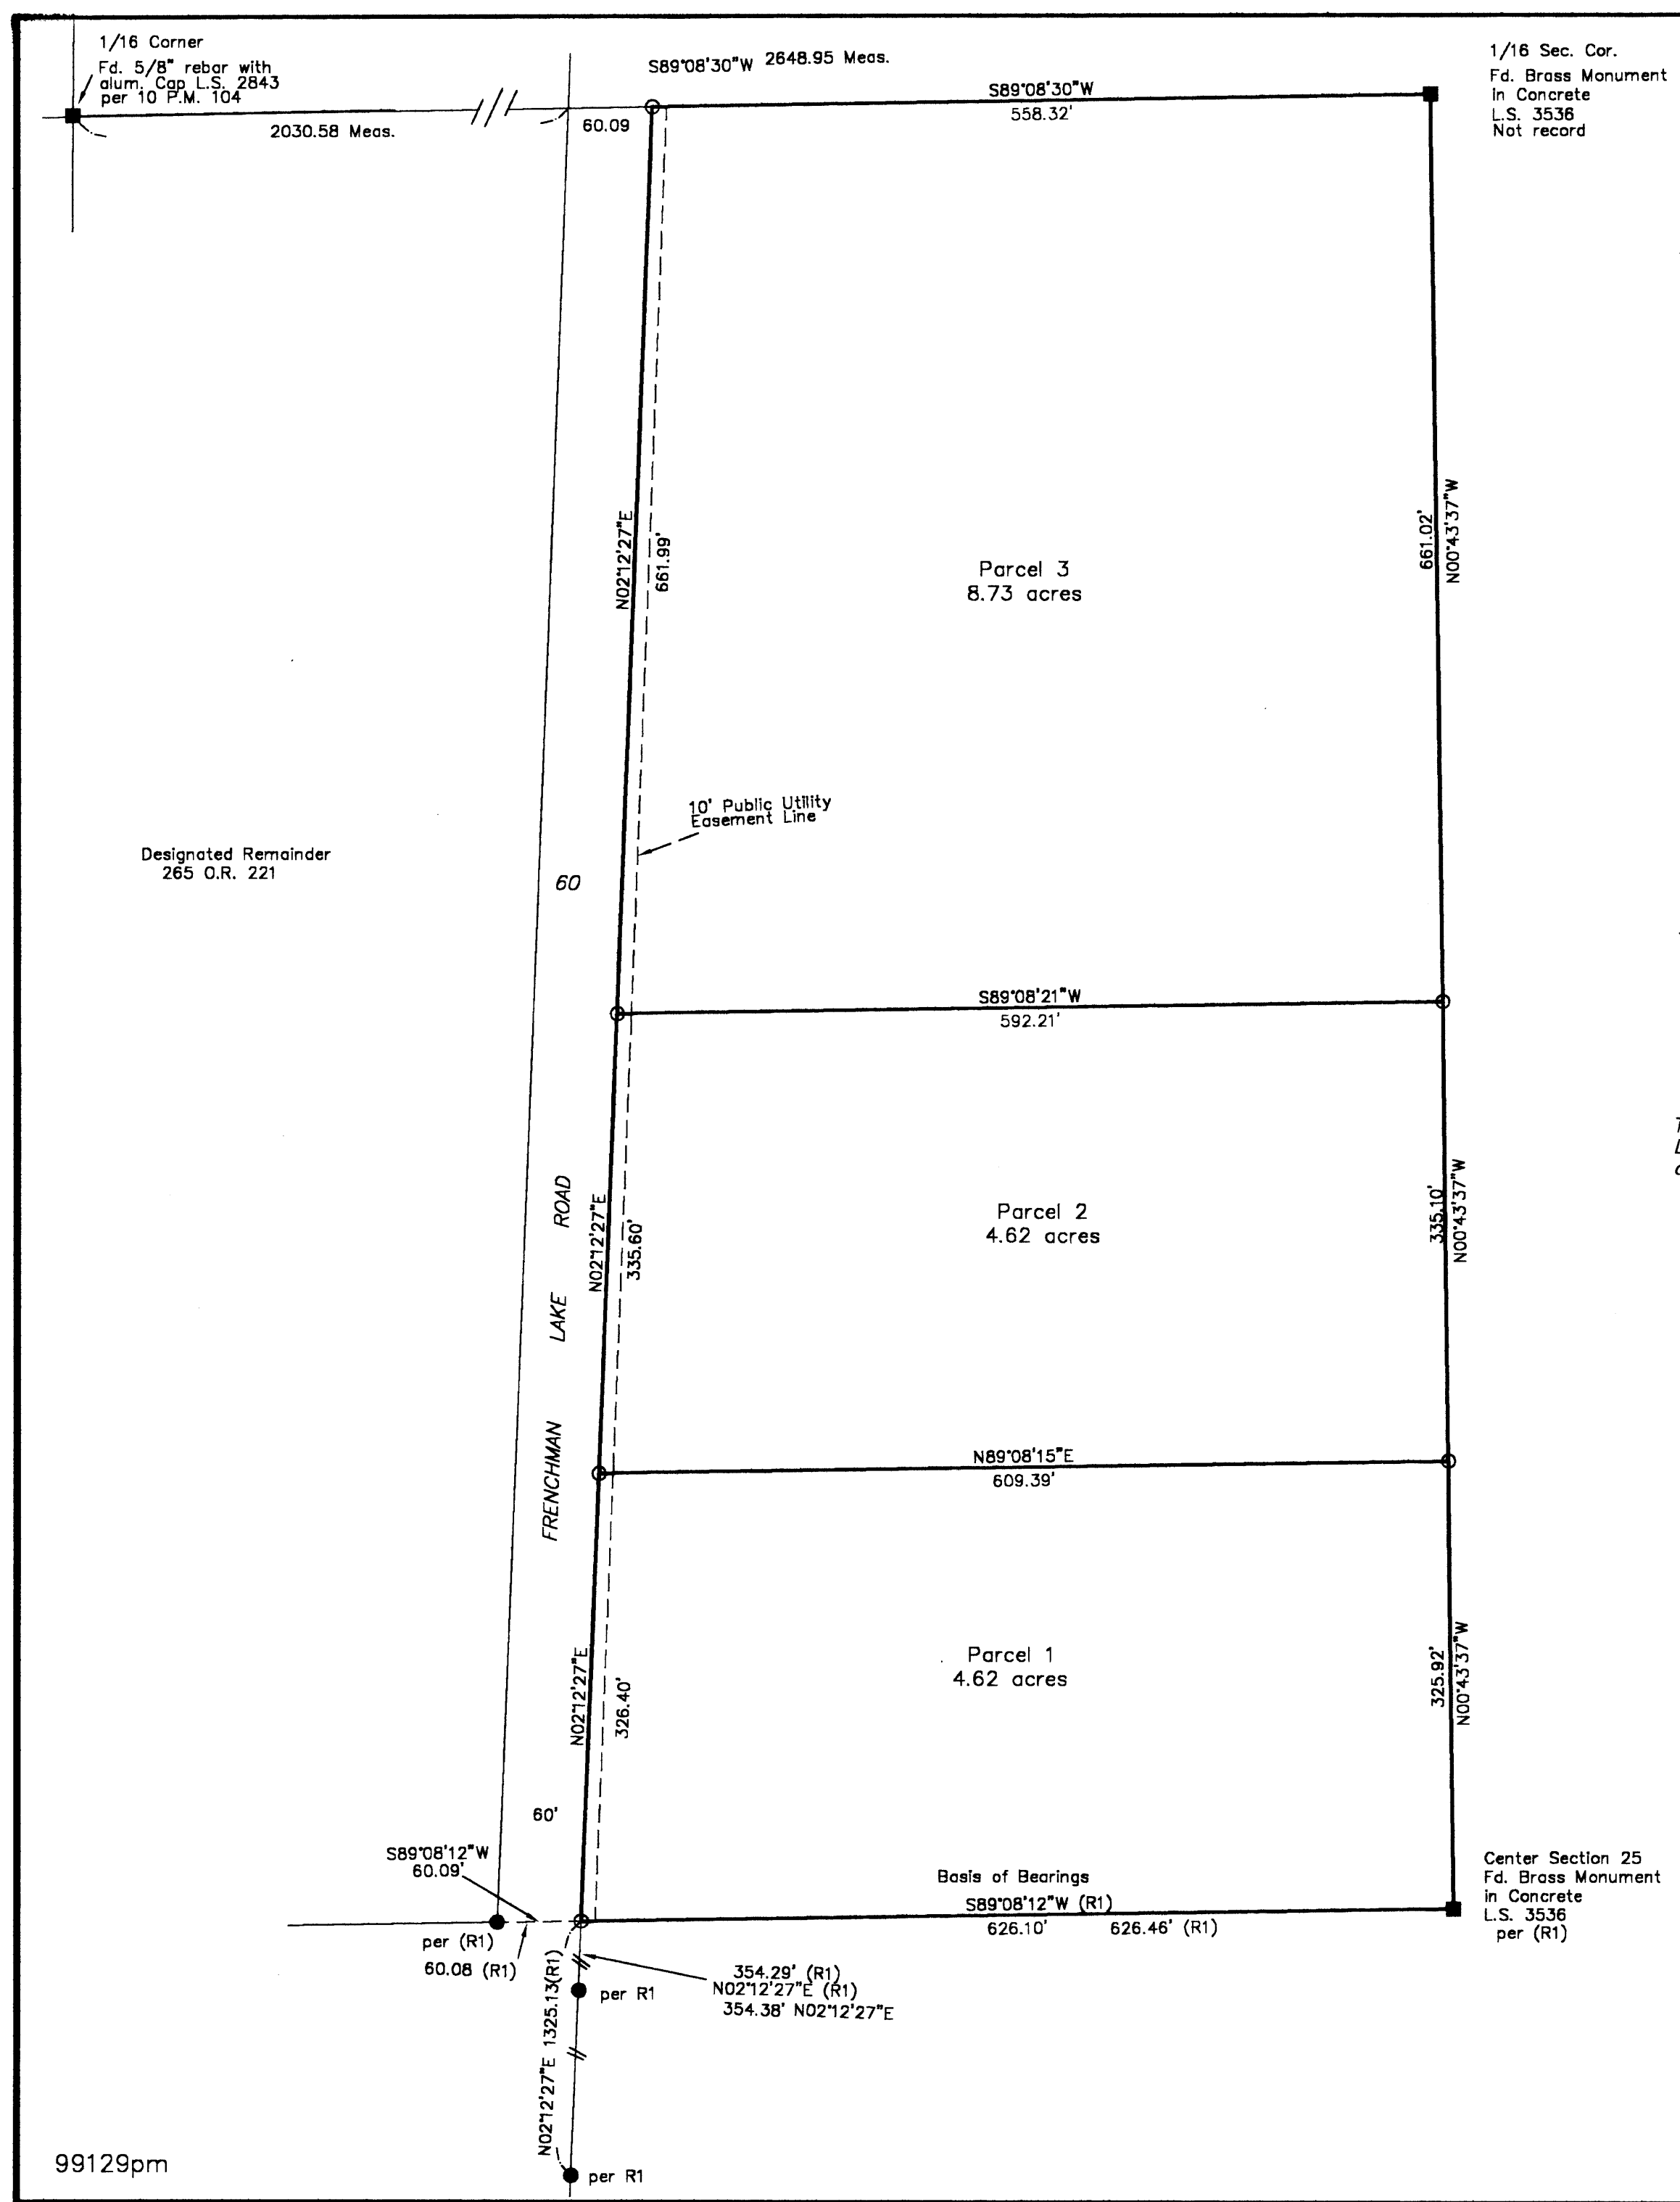 1/16 Corner
Fd. 5/8" rebar with
alum. Cap L.S. 2843
per 10 P.M. 104
2030.58 Meas.
S89°08'30"W 2648.95 Meas.
60.09
S89°08'30"W
558.32'
1/16 Sec. Cor.
Fd. Brass Monument
in Concrete
L.S. 3536
Not record
N02°12'27"E
661.99'
Parcel 3
8.73 acres
661.02'
N00°43'37"W
10' Public Utility
Easement Line
Designated Remainder
265 O.R. 221
60
S89°08'21"W
592.21'
N02°12'27"E
335.60'
Parcel 2
4.62 acres
335.10'
N00°43'37"W
FRENCHMAN LAKE ROAD
N89°08'15"E
609.39'
N02°12'27"E
326.40'
Parcel 1
4.62 acres
325.92'
N00°43'37"W
60'
S89°08'12"W
60.09'
Basis of Bearings
S89°08'12"W (R1)
626.10' 626.46' (R1)
Center Section 25
Fd. Brass Monument
in Concrete
L.S. 3536
per (R1)
per (R1)
60.08 (R1)
354.29' (R1)
N02°12'27"E (R1)
354.38' N02°12'27"E
per R1
N02°12'27"E 1325.13(R1)
per R1
99129pm